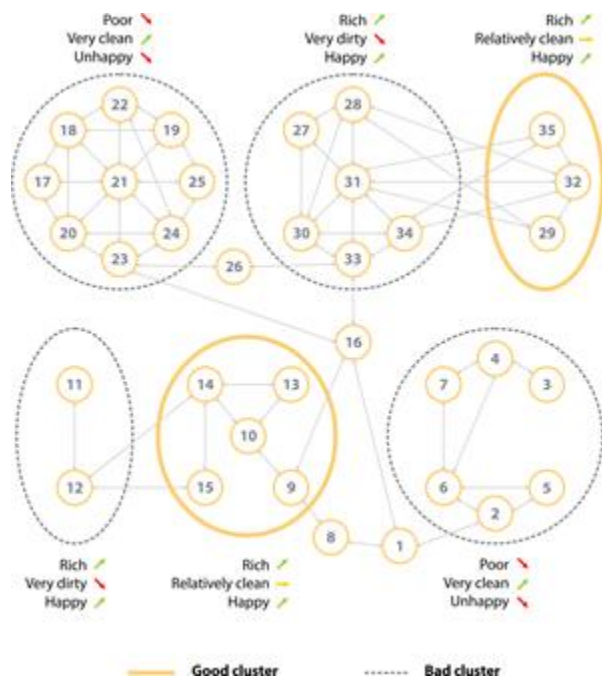 Poor
Very clean
Unhappy
Rich
Very dirty
Happy
Rich
Relatively clean
Happy
22
18
19
17
21
25
20
24
23
28
27
31
30
34
33
35
32
29
26
16
11
12
14
13
10
15
9
8
1
4
7
3
6
5
2
Rich
Very dirty
Happy
Rich
Relatively clean
Happy
Poor
Very clean
Unhappy
Good cluster
Bad cluster